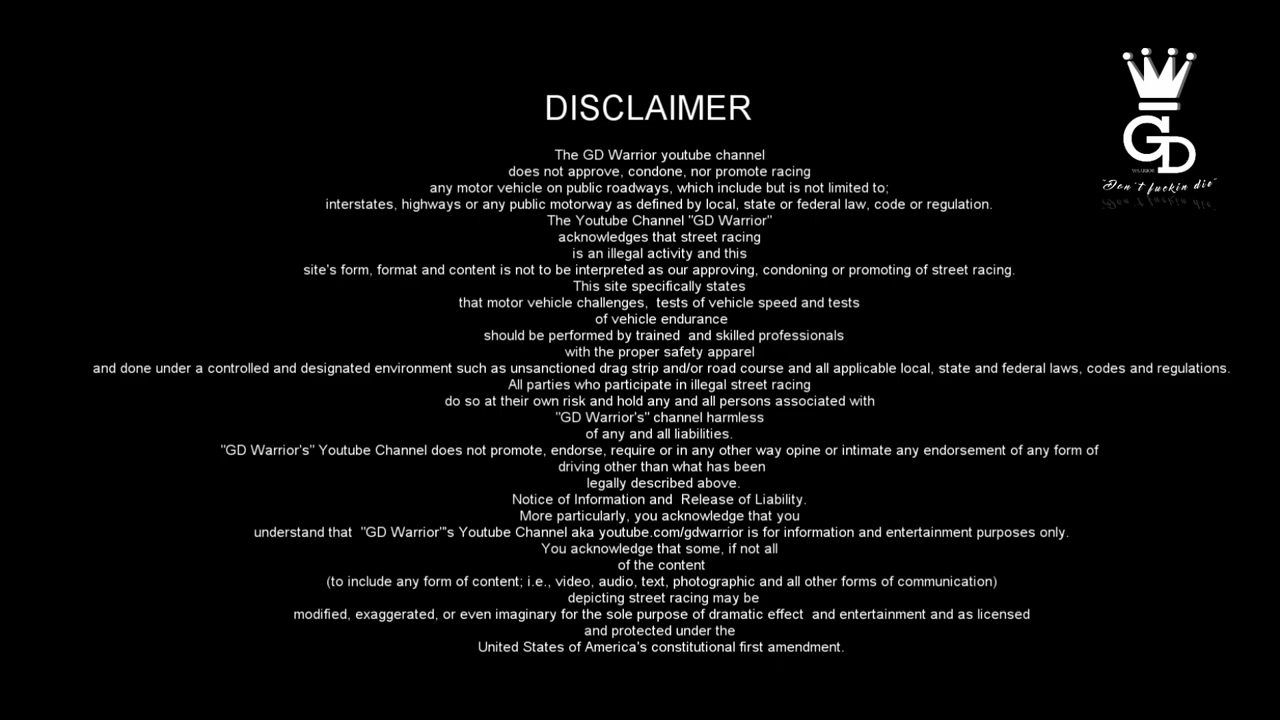 DISCLAIMER
The GD Warrior youtube channel
does not approve, condone, nor promote racing
any motor vehicle on public roadways, which include but is not limited to;
interstates, highways or any public motorway as defined by local, state or federal law, code or regulation.
The Youtube Channel "GD Warrior"
acknowledges that street racing
is an illegal activity and this
site's form, format and content is not to be interpreted as our approving, condoning or promoting of street racing.
This site specifically states
that motor vehicle challenges,  tests of vehicle speed and tests
of vehicle endurance
should be performed by trained  and skilled professionals
with the proper safety apparel
and done under a controlled and designated environment such as unsanctioned drag strip and/or road course and all applicable local, state and federal laws, codes and regulations.
All parties who participate in illegal street racing
do so at their own risk and hold any and all persons associated with
"GD Warrior's" channel harmless
of any and all liabilities.
"GD Warrior's" Youtube Channel does not promote, endorse, require or in any other way opine or intimate any endorsement of any form of
driving other than what has been
legally described above.
Notice of Information and  Release of Liability.
More particularly, you acknowledge that you
understand that  "GD Warrior"'s Youtube Channel aka youtube.com/gdwarrior is for information and entertainment purposes only.
You acknowledge that some, if not all
of the content
(to include any form of content; i.e., video, audio, text, photographic and all other forms of communication)
depicting street racing may be
modified, exaggerated, or even imaginary for the sole purpose of dramatic effect  and entertainment and as licensed
and protected under the
United States of America's constitutional first amendment.
GD
"Don't fuckin die"